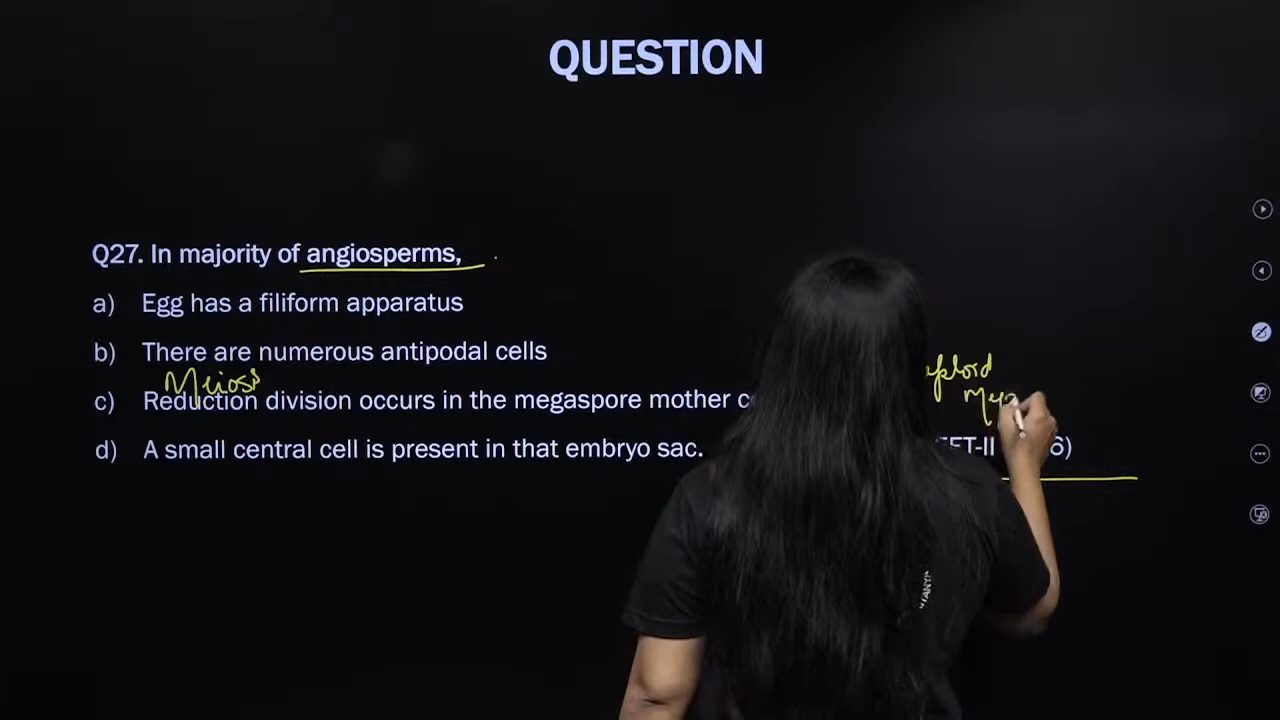 QUESTION
Q27. In majority of angiosperms,
a) Egg has a filiform apparatus
b) There are numerous antipodal cells
Meiosis
c) Reduction division occurs in the megaspore mother
d) A small central cell is present in that embryo sac.